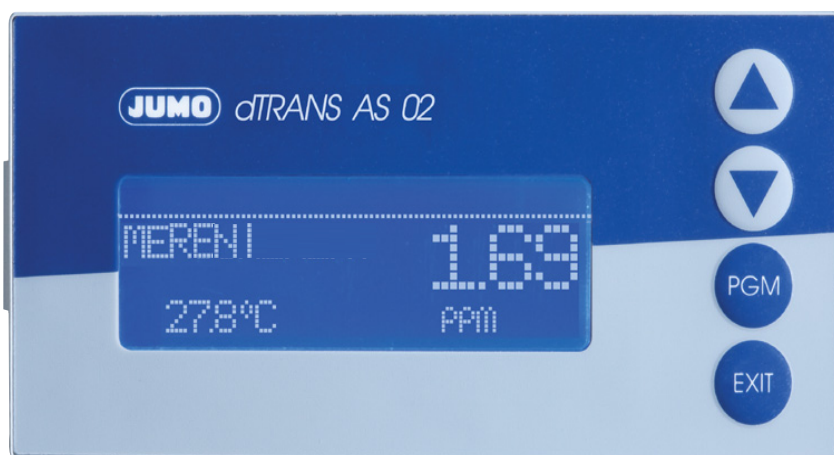 JUMO dTRANS AS 02
MERENI 1.69
27.8°C PPM
PGM
EXIT